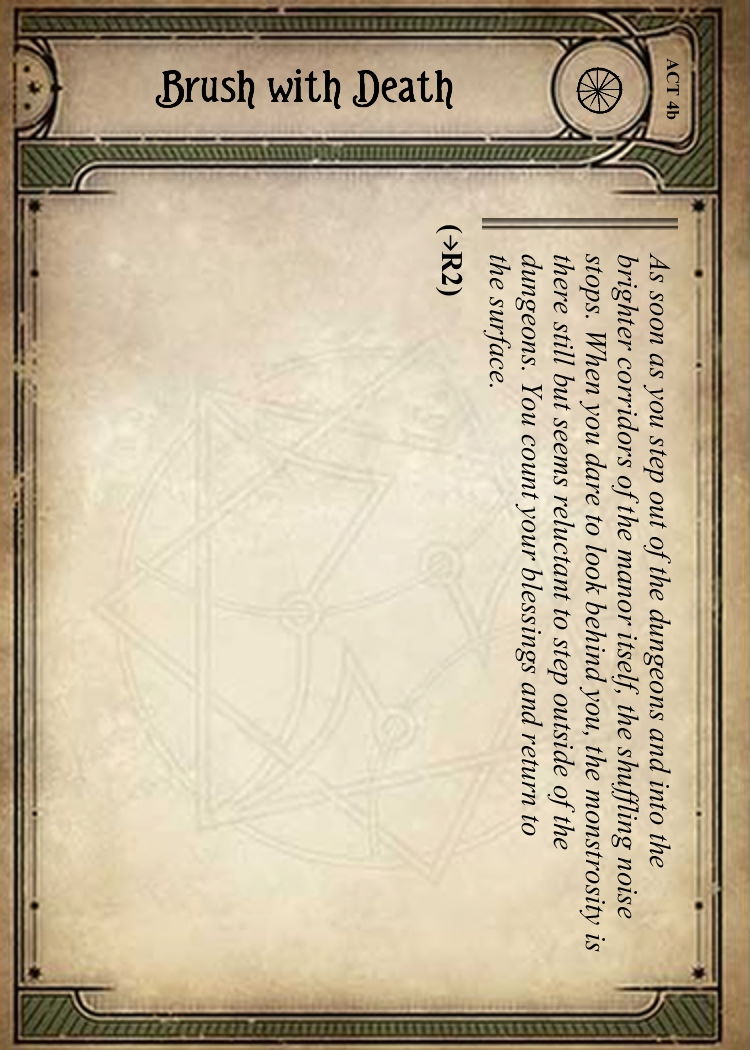 ACT 4b
Brush with Death
As soon as you step out of the dungeons and into the
brighter corridors of the manor itself, the shuffling noise
stops. When you dare to look behind you, the monstrosity is
there still but seems reluctant to step outside of the
dungeons. You count your blessings and return to
the surface.
(→R2)